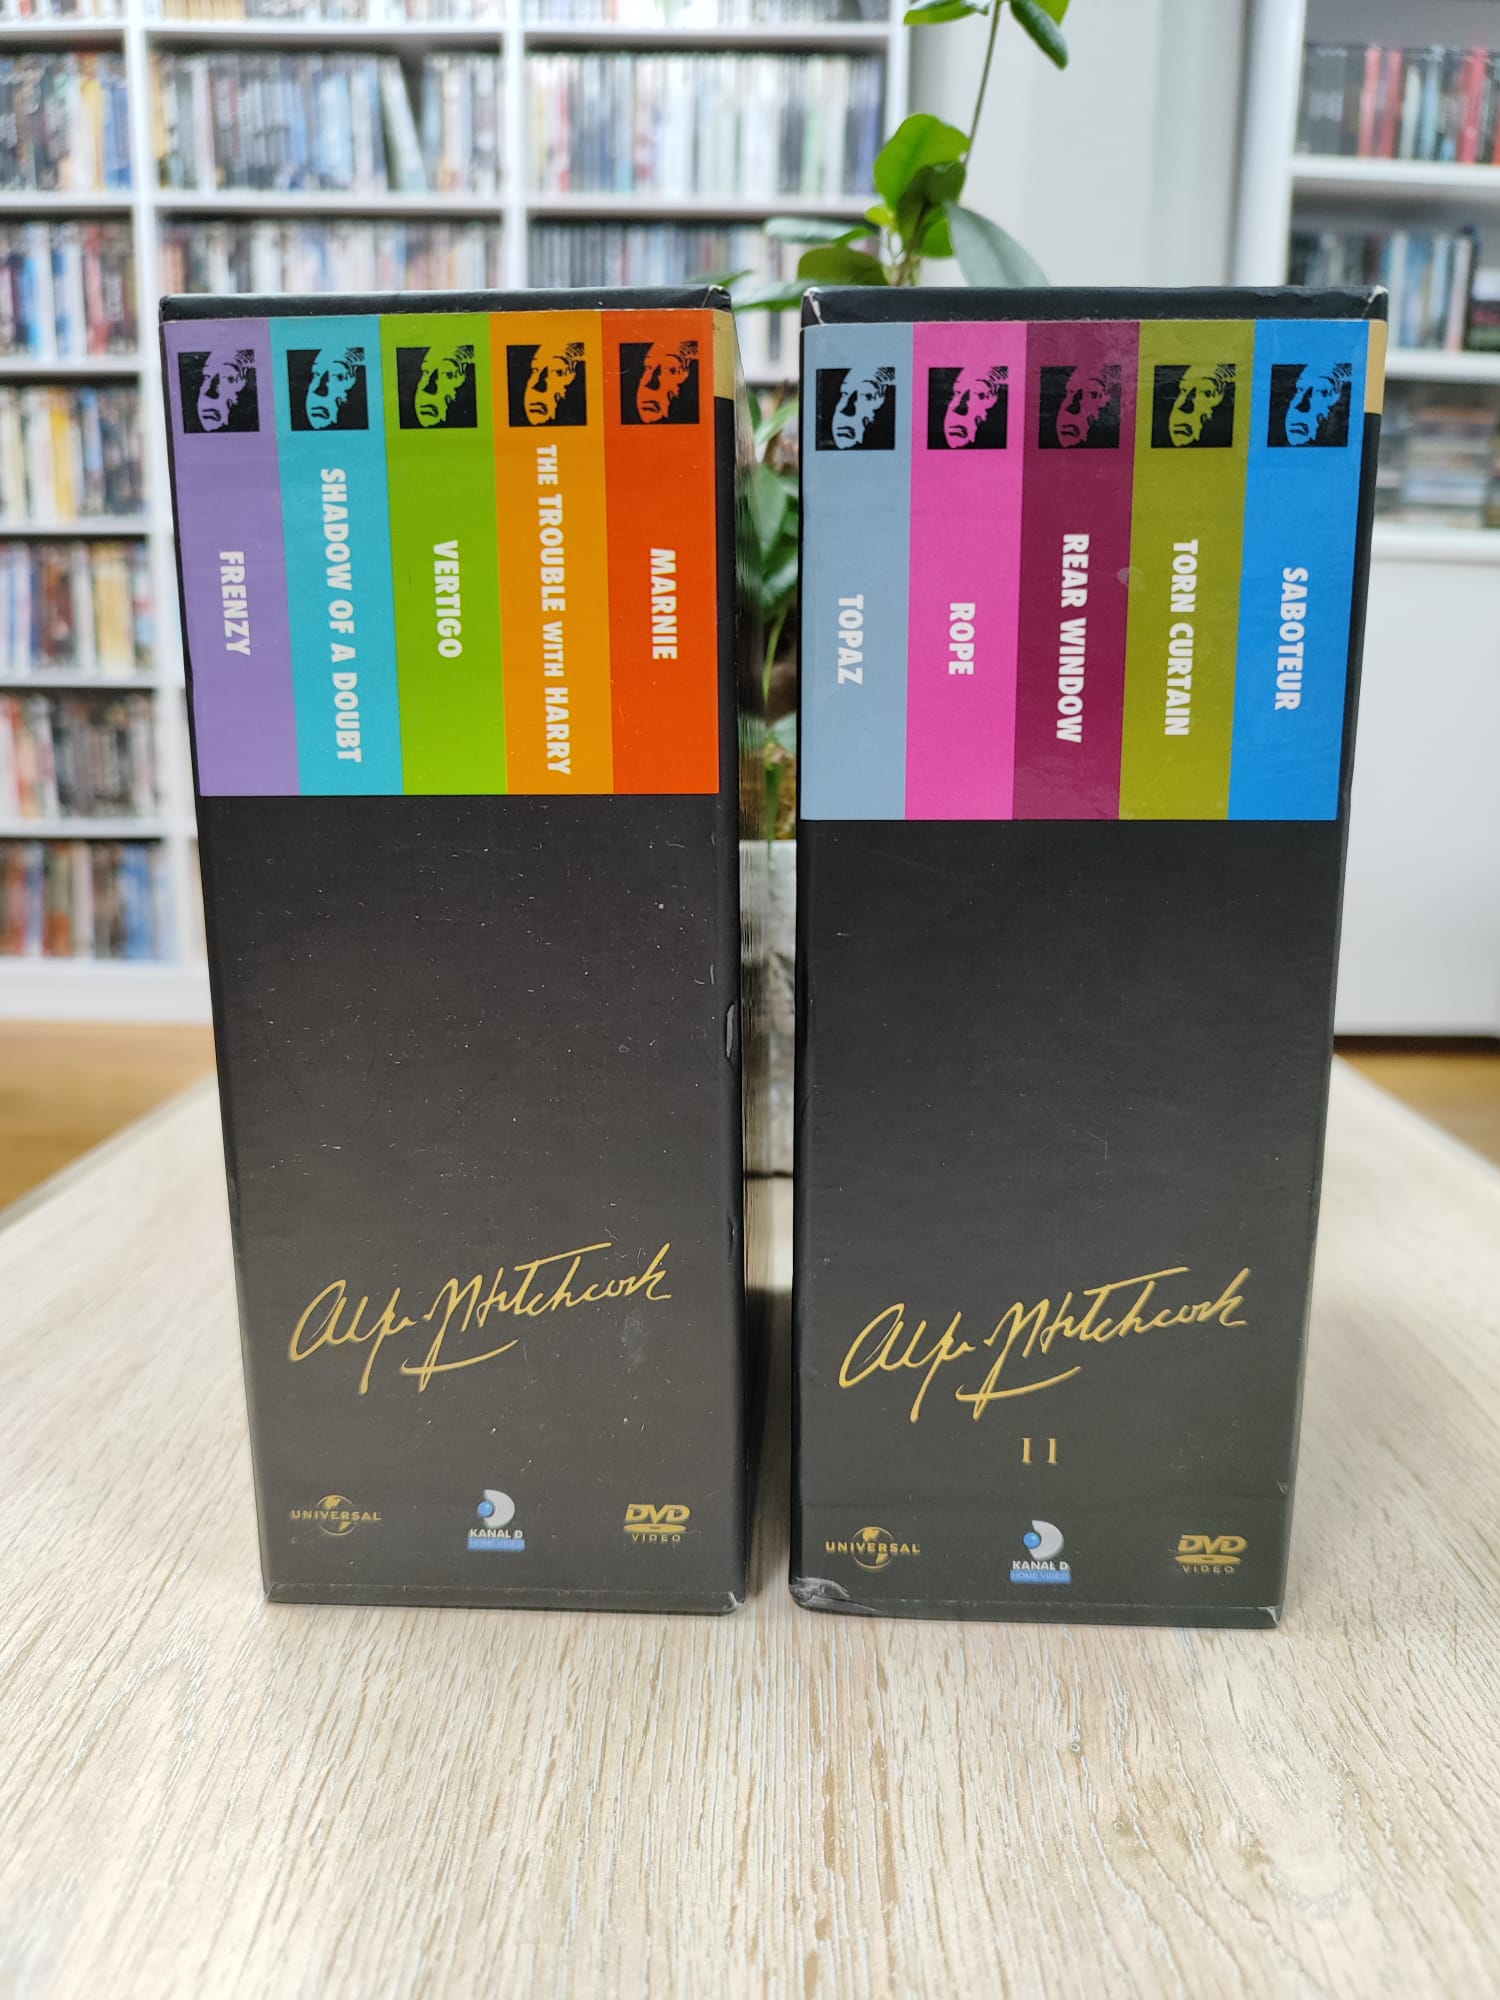 FRENZY
SHADOW OF A DOUBT
VERTIGO
THE TROUBLE WITH HARRY
MARNIE
Alfred Hitchcock
UNIVERSAL
KANAL D
HOME VIDEO
DVD
VIDEO
TOPAZ
ROPE
REAR WINDOW
TORN CURTAIN
SABOTEUR
Alfred Hitchcock
II
UNIVERSAL
KANAL D
HOME VIDEO
DVD
VIDEO